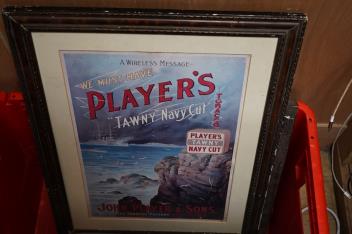 A WIRELESS MESSAGE
WE MUST HAVE
PLAYER'S
"TAWNY" NAVY CUT
PLAYER'S
TAWNY
NAVY CUT
JOHN PLAYER & SONS